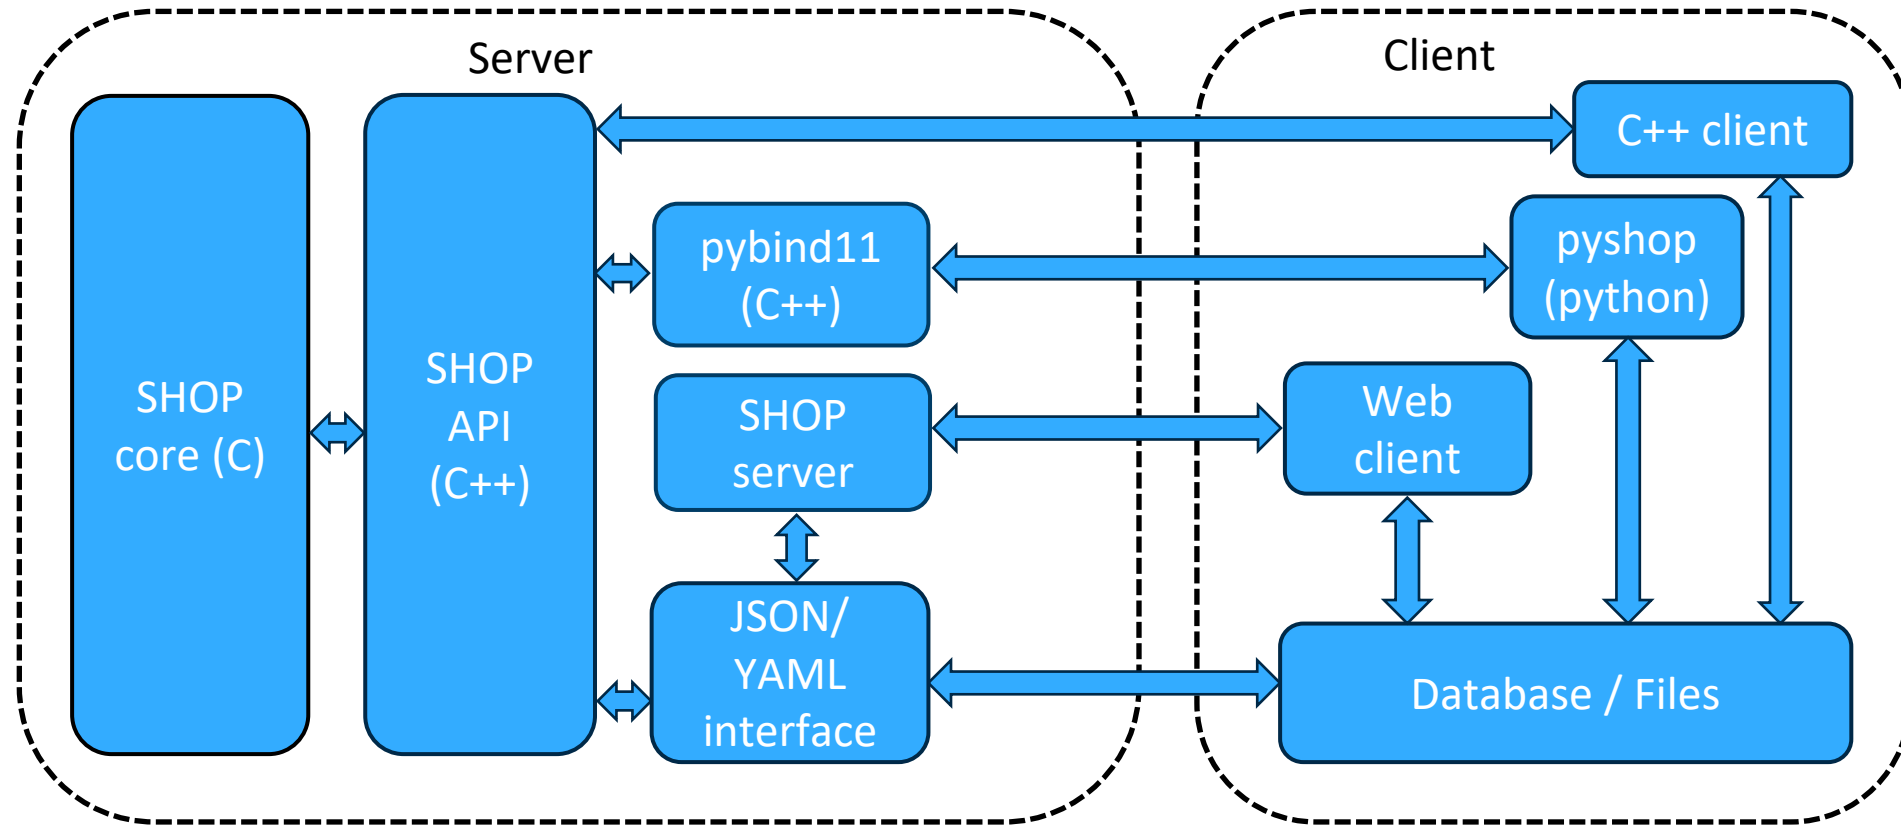 Server
Client
SHOP
core (C)
SHOP
API
(C++)
pybind11
(C++)
SHOP
server
JSON/
YAML
interface
C++ client
pyshop
(python)
Web
client
Database / Files